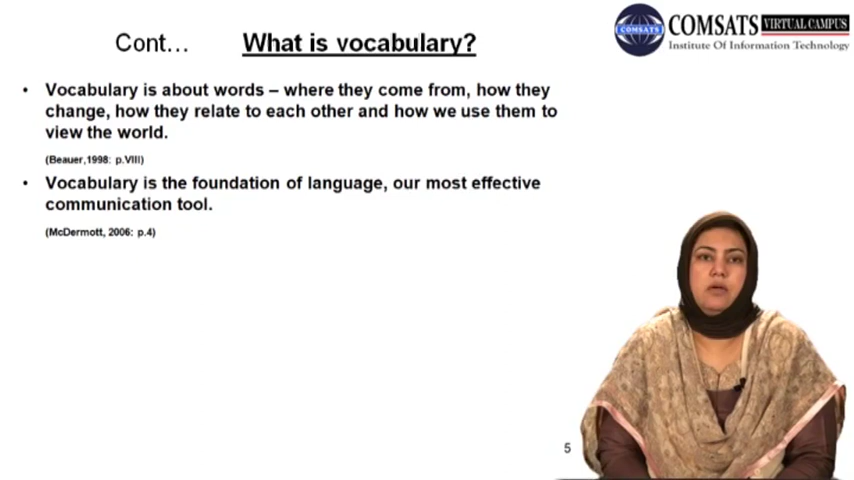 COMSATS VIRTUAL CAMPUS
COMSATS
Institute Of Information Technology
Cont... What is vocabulary?
• Vocabulary is about words – where they come from, how they
change, how they relate to each other and how we use them to
view the world.
(Beauer,1998: p.VIII)
• Vocabulary is the foundation of language, our most effective
communication tool.
(McDermott, 2006: p.4)
5